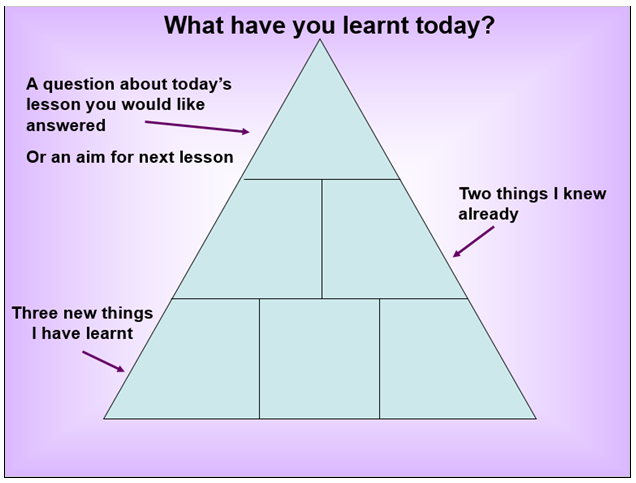 What have you learnt today?
A question about today’s
lesson you would like
answered
Or an aim for next lesson
Two things I knew
already
Three new things
I have learnt